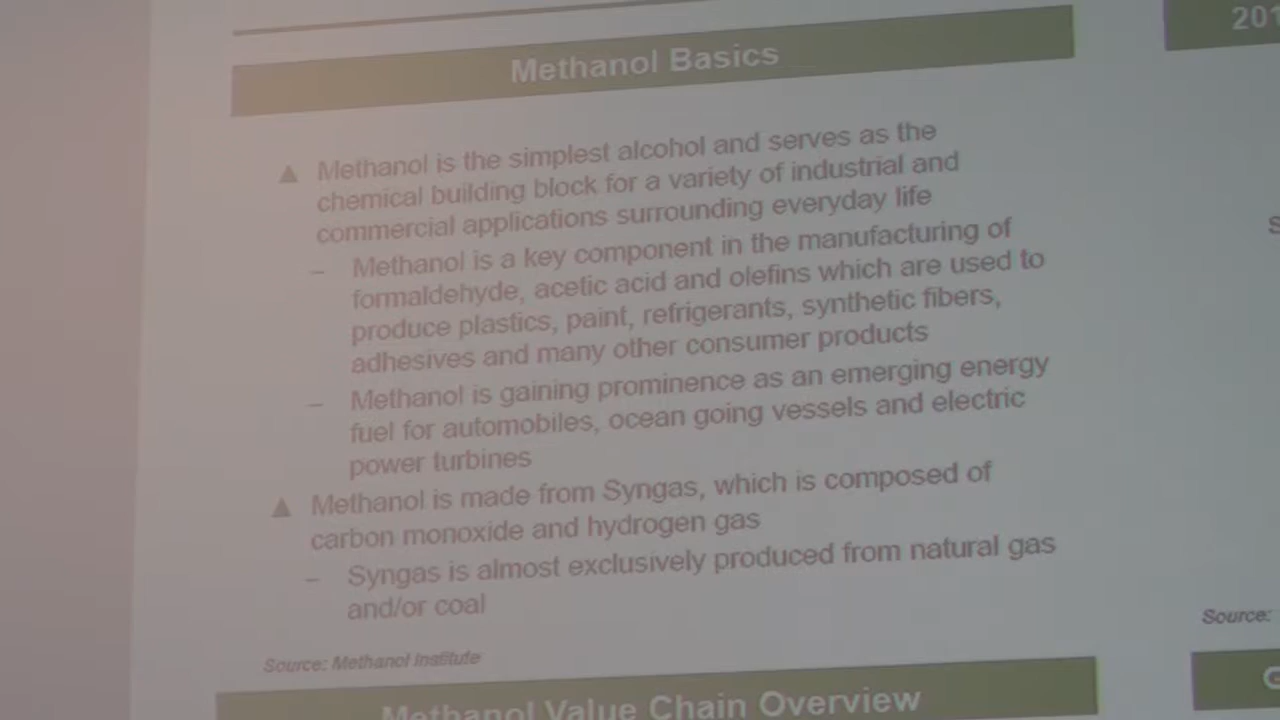 Methanol Basics
201
Methanol is the simplest alcohol and serves as the
chemical building block for a variety of industrial and
commercial applications surrounding everyday life
– Methanol is a key component in the manufacturing of
formaldehyde, acetic acid and olefins which are used to
produce plastics, paint, refrigerants, synthetic fibers,
adhesives and many other consumer products
– Methanol is gaining prominence as an emerging energy
fuel for automobiles, ocean going vessels and electric
power turbines
Methanol is made from Syngas, which is composed of
carbon monoxide and hydrogen gas
– Syngas is almost exclusively produced from natural gas
and/or coal
Source: Methanol Institute
Source:
Methanol Value Chain Overview